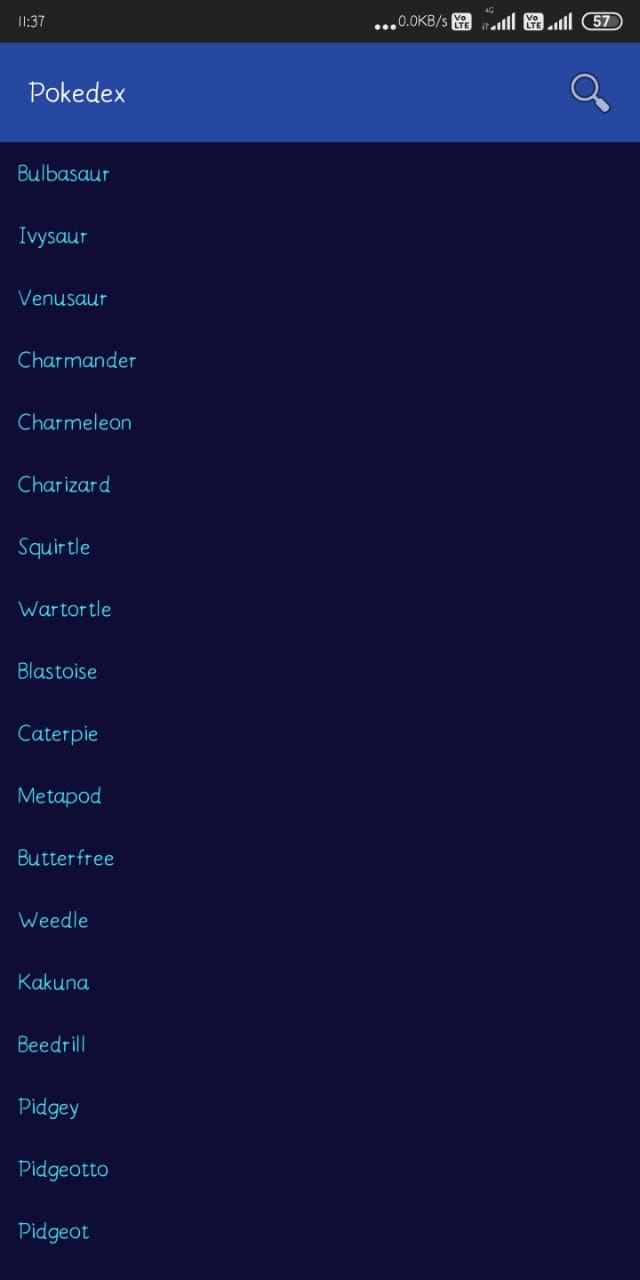 11:37 ...0.0KB/s Vo LTE 4G Vo LTE 57
Pokedex
Bulbasaur
Ivysaur
Venusaur
Charmander
Charmeleon
Charizard
Squirtle
Wartortle
Blastoise
Caterpie
Metapod
Butterfree
Weedle
Kakuna
Beedrill
Pidgey
Pidgeotto
Pidgeot